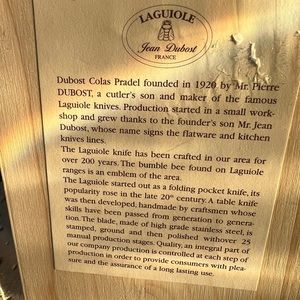 LAGUIOLE
Jean Dubost
FRANCE
Dubost Colas Pradel founded in 1920 by Mr. Pierre
DUBOST, a cutler's son and maker of the famous
Laguiole knives. Production started in a small work-
shop and grew thanks to the founder's son Mr. Jean
Dubost, whose name signs the flatware and kitchen
knives lines.
The Laguiole knife has been crafted in our area for
over 200 years. The bumble bee found on Laguiole
ranges is an emblem of the area.
The Laguiole started out as a folding pocket knife, its
popularity rose in the late 20th century. A table knife
was then developed, handmade by craftsmen whose
skills have been passed from generation to genera-
tion. The blade, made of high grade stainless steel, is
stamped, ground and then polished withover 25
manual production stages. Quality, an integral part of
our company production is controlled at each step of
production in order to provide consumers with plea-
sure and the assurance of a long lasting use.